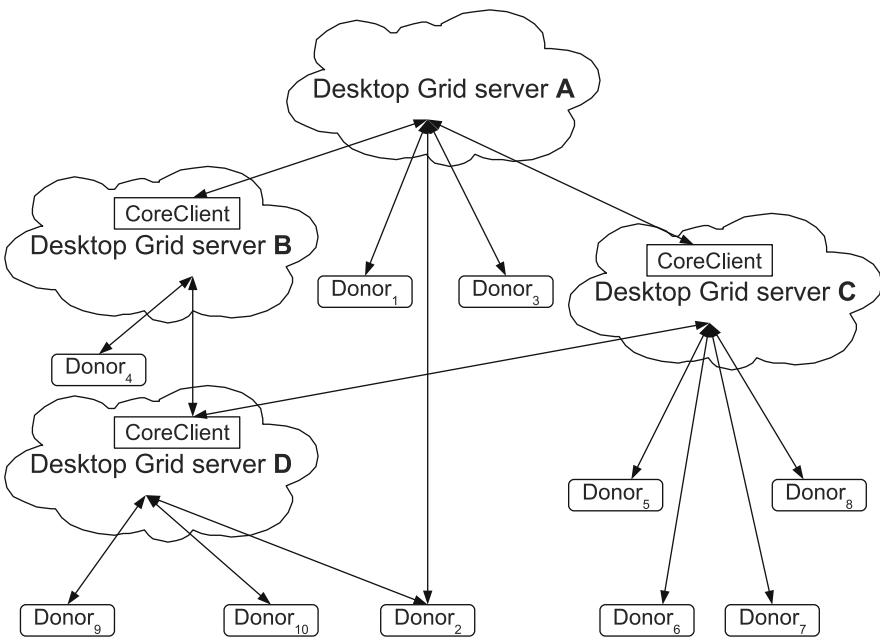 Desktop Grid server A
CoreClient
Desktop Grid server B
CoreClient
Desktop Grid server C
Donor1
Donor3
Donor4
CoreClient
Desktop Grid server D
Donor5
Donor8
Donor9
Donor10
Donor2
Donor6
Donor7